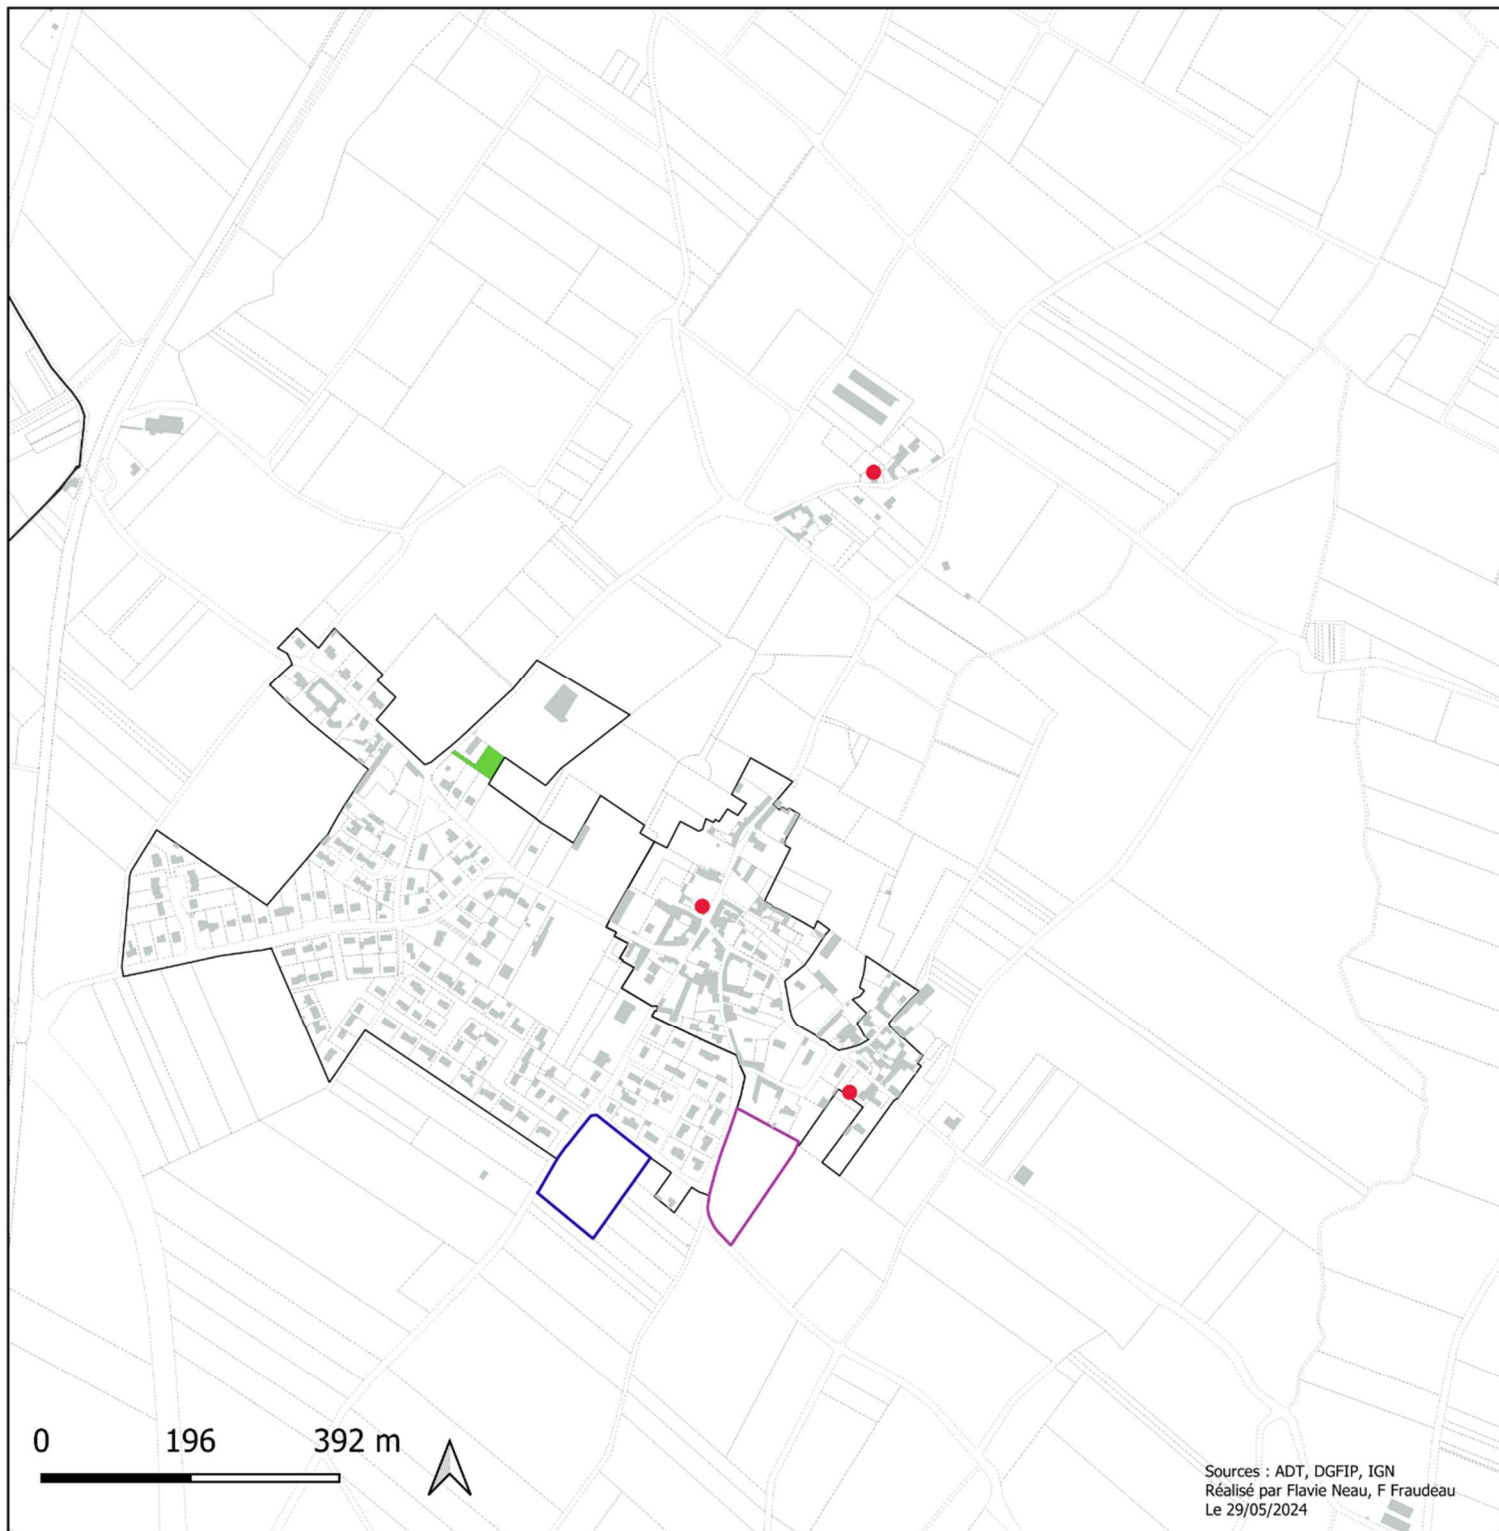 0 196 392 m
Sources : ADT, DGFIP, IGN
Réalisé par Flavie Neau, F Fraudeau
Le 29/05/2024